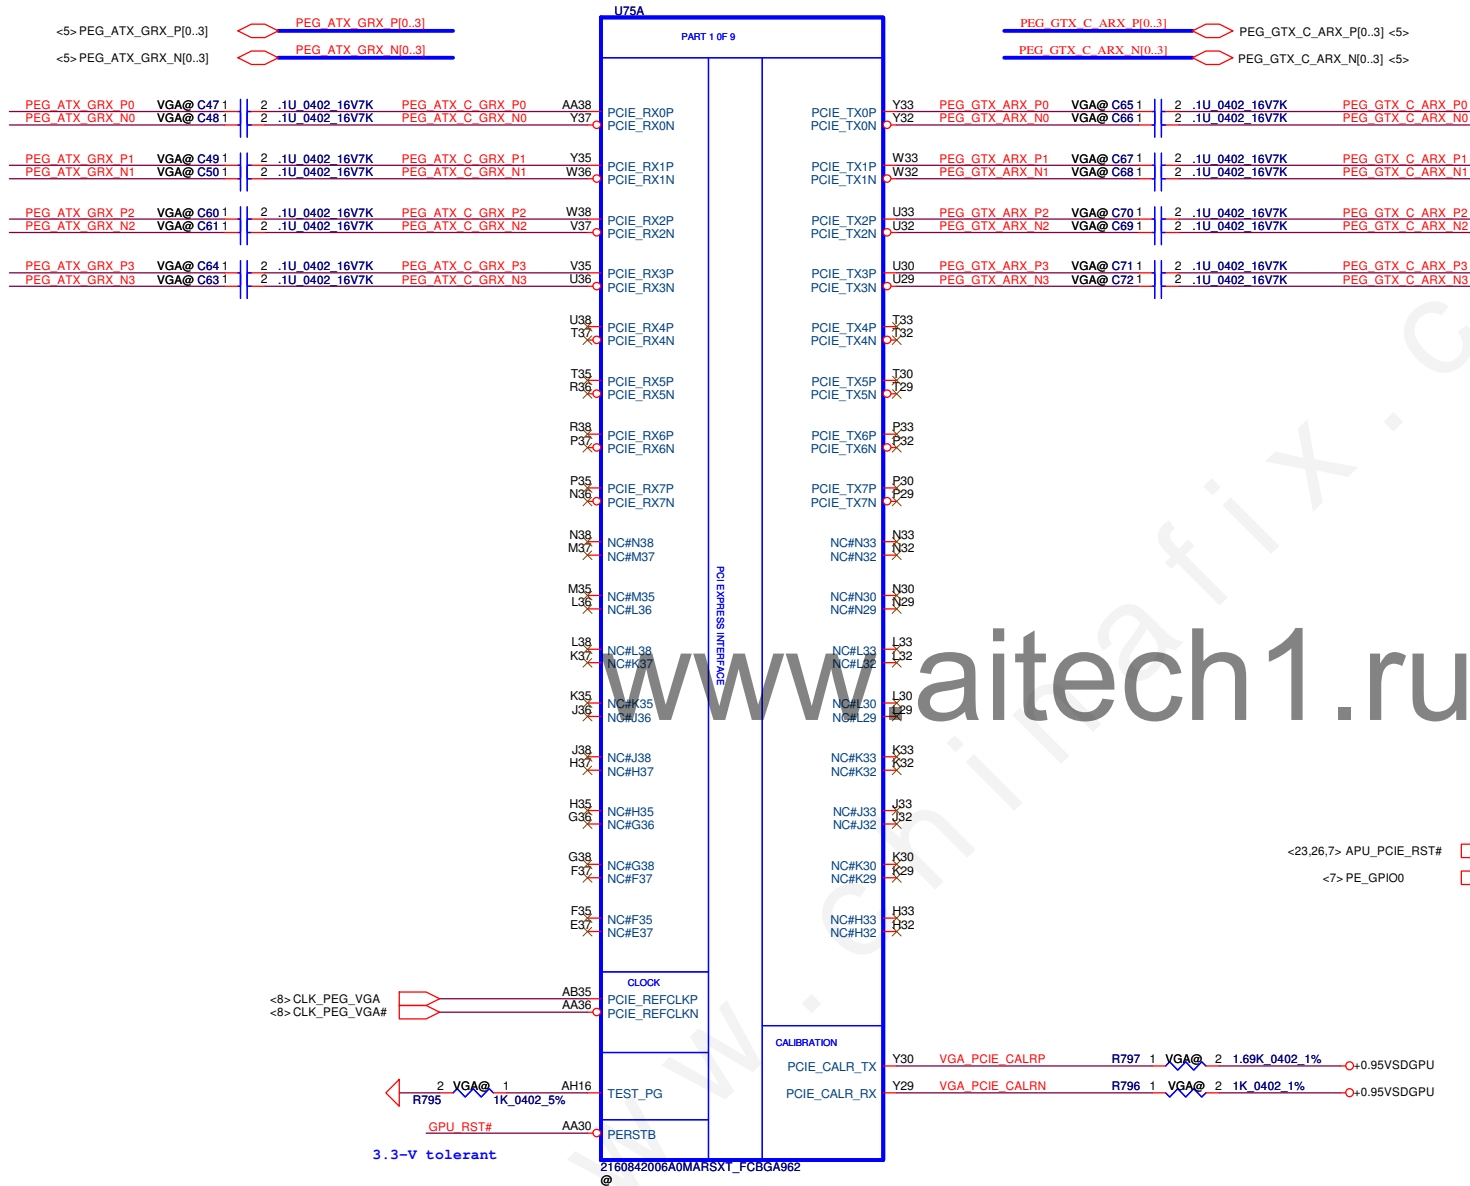 U75A
PART 1 0F 9
<5> PEG_ATX_GRX_P[0..3] PEG_ATX_GRX_P[0..3] PEG_GTX_C_ARX_P[0..3] PEG_GTX_C_ARX_P[0..3] <5>
<5> PEG_ATX_GRX_N[0..3] PEG_ATX_GRX_N[0..3] PEG_GTX_C_ARX_N[0..3] PEG_GTX_C_ARX_N[0..3] <5>
PEG_ATX_GRX_P0 VGA@ C47 1 2 .1U_0402_16V7K PEG_ATX_C_GRX_P0 AA38 PCIE_RX0P PCIE_TX0P Y33 PEG_GTX_ARX_P0 VGA@ C65 1 2 .1U_0402_16V7K PEG_GTX_C_ARX_P0
PEG_ATX_GRX_N0 VGA@ C48 1 2 .1U_0402_16V7K PEG_ATX_C_GRX_N0 Y37 PCIE_RX0N PCIE_TX0N Y32 PEG_GTX_ARX_N0 VGA@ C66 1 2 .1U_0402_16V7K PEG_GTX_C_ARX_N0
PEG_ATX_GRX_P1 VGA@ C49 1 2 .1U_0402_16V7K PEG_ATX_C_GRX_P1 Y35 PCIE_RX1P PCIE_TX1P W33 PEG_GTX_ARX_P1 VGA@ C67 1 2 .1U_0402_16V7K PEG_GTX_C_ARX_P1
PEG_ATX_GRX_N1 VGA@ C50 1 2 .1U_0402_16V7K PEG_ATX_C_GRX_N1 W36 PCIE_RX1N PCIE_TX1N W32 PEG_GTX_ARX_N1 VGA@ C68 1 2 .1U_0402_16V7K PEG_GTX_C_ARX_N1
PEG_ATX_GRX_P2 VGA@ C60 1 2 .1U_0402_16V7K PEG_ATX_C_GRX_P2 W38 PCIE_RX2P PCIE_TX2P U33 PEG_GTX_ARX_P2 VGA@ C70 1 2 .1U_0402_16V7K PEG_GTX_C_ARX_P2
PEG_ATX_GRX_N2 VGA@ C61 1 2 .1U_0402_16V7K PEG_ATX_C_GRX_N2 V37 PCIE_RX2N PCIE_TX2N U32 PEG_GTX_ARX_N2 VGA@ C69 1 2 .1U_0402_16V7K PEG_GTX_C_ARX_N2
PEG_ATX_GRX_P3 VGA@ C64 1 2 .1U_0402_16V7K PEG_ATX_C_GRX_P3 V35 PCIE_RX3P PCIE_TX3P U30 PEG_GTX_ARX_P3 VGA@ C71 1 2 .1U_0402_16V7K PEG_GTX_C_ARX_P3
PEG_ATX_GRX_N3 VGA@ C63 1 2 .1U_0402_16V7K PEG_ATX_C_GRX_N3 U36 PCIE_RX3N PCIE_TX3N U29 PEG_GTX_ARX_N3 VGA@ C72 1 2 .1U_0402_16V7K PEG_GTX_C_ARX_N3
U38 PCIE_RX4P PCIE_TX4P T33
T37 PCIE_RX4N PCIE_TX4N T32
T35 PCIE_RX5P PCIE_TX5P T30
R36 PCIE_RX5N PCIE_TX5N T29
R38 PCIE_RX6P PCIE_TX6P P33
P37 PCIE_RX6N PCIE_TX6N P32
P35 PCIE_RX7P PCIE_TX7P P30
N36 PCIE_RX7N PCIE_TX7N P29
N38 NC#N38 NC#N33 N33
M37 NC#M37 NC#N32 N32
PCI EXPRESS INTERFACE
M35 NC#M35 NC#N30 N30
L36 NC#L36 NC#N29 N29
L38 NC#L38 NC#L33 L33
K37 NC#K37 NC#L32 L32
www.aitech1.ru
K35 NC#K35 NC#L30 L30
J36 NC#J36 NC#L29 L29
J38 NC#J38 NC#K33 K33
H37 NC#H37 NC#K32 K32
H35 NC#H35 NC#J33 J33
G36 NC#G36 NC#J32 J32
<23,26,7> APU_PCIE_RST#
G38 NC#G38 NC#K30 K30
F37 NC#F37 NC#K29 K29
<7> PE_GPIO0
F35 NC#F35 NC#H33 H33
E37 NC#E37 NC#H32 H32
w.chinafix.c
CLOCK
<8> CLK_PEG_VGA AB35 PCIE_REFCLKP
<8> CLK_PEG_VGA# AA36 PCIE_REFCLKN
CALIBRATION
PCIE_CALR_TX Y30 VGA_PCIE_CALRP R797 1 VGA@ 2 1.69K_0402_1% +0.95VSDGPU
R795 2 VGA@ 1 1K_0402_5% AH16 TEST_PG PCIE_CALR_RX Y29 VGA_PCIE_CALRN R796 1 VGA@ 2 1K_0402_1% +0.95VSDGPU
GPU_RST# AA30 PERSTB
3.3-V tolerant
2160842006A0MARSXT_FCBGA962
@